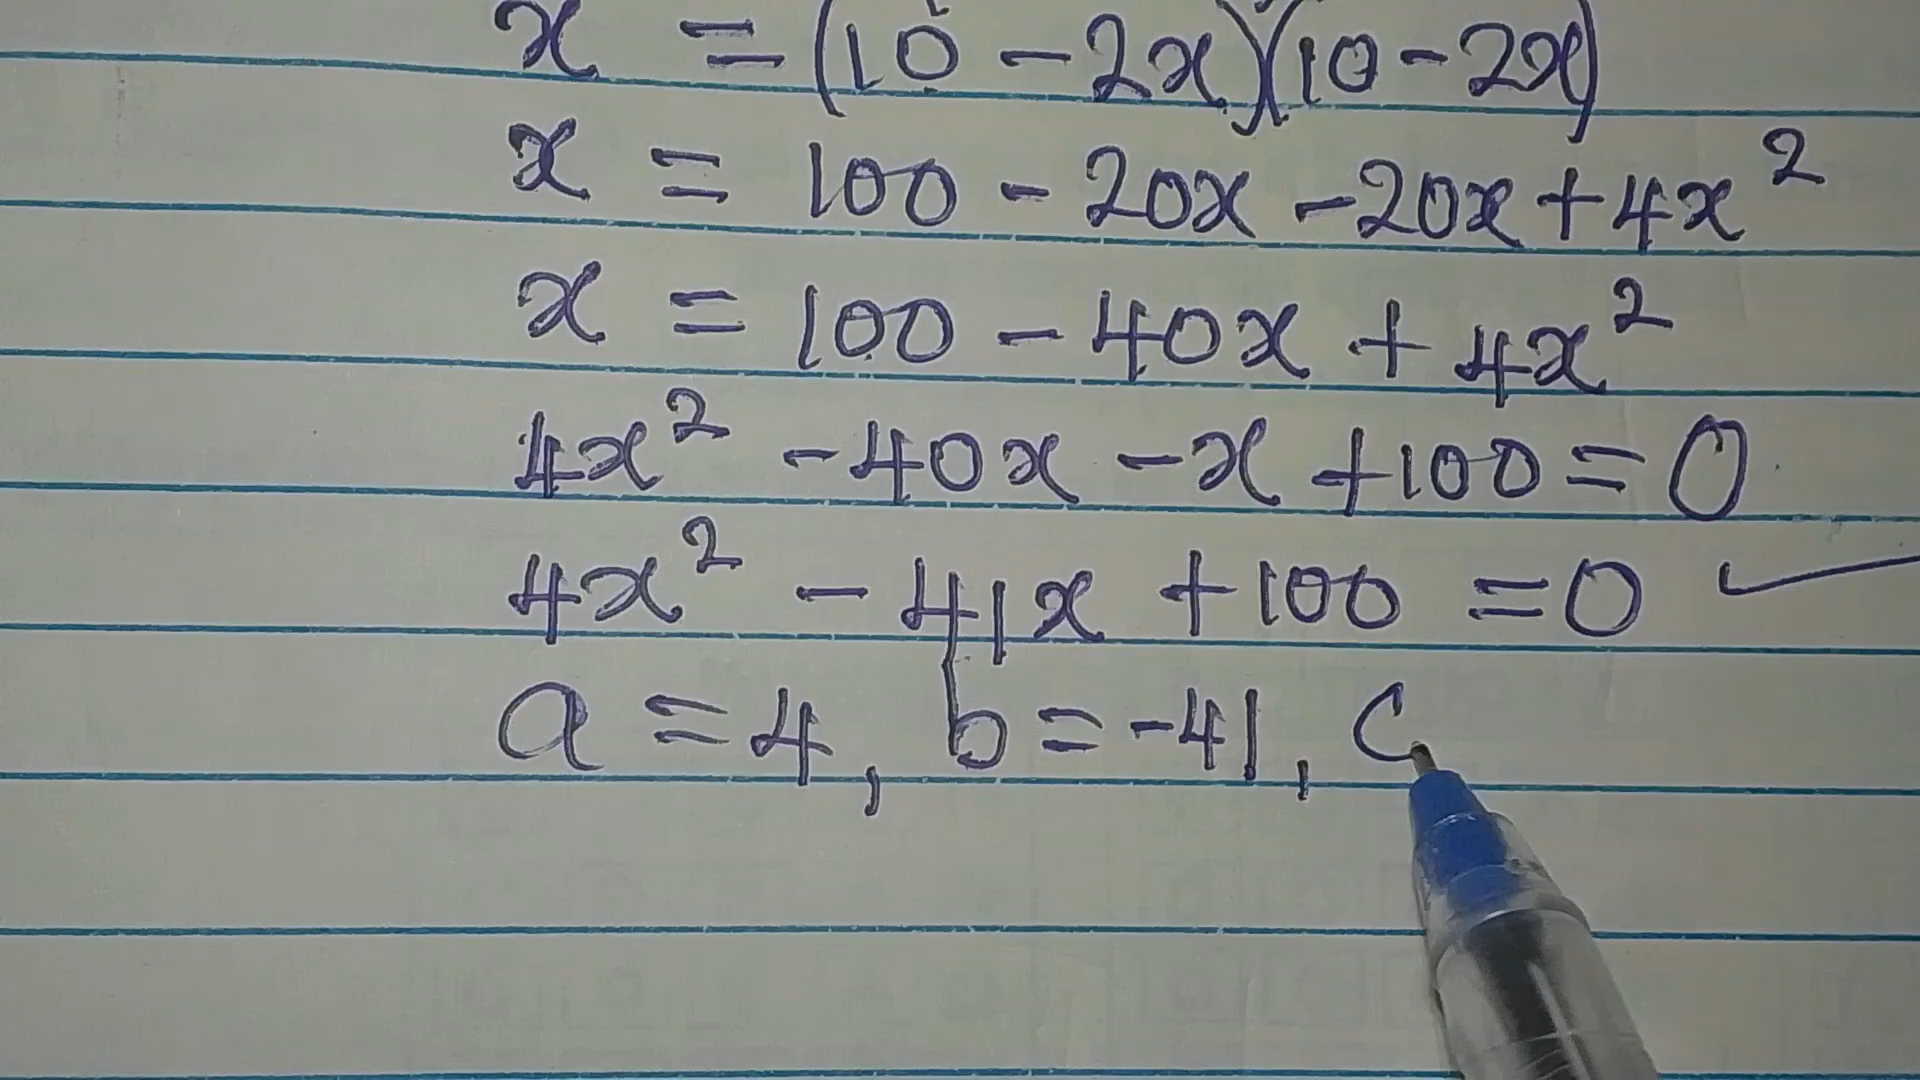 x = (10 - 2x)(10 - 2x)
x = 100 - 20x - 20x + 4x²
x = 100 - 40x + 4x²
4x² - 40x - x + 100 = 0
4x² - 41x + 100 = 0
a = 4, b = -41, c